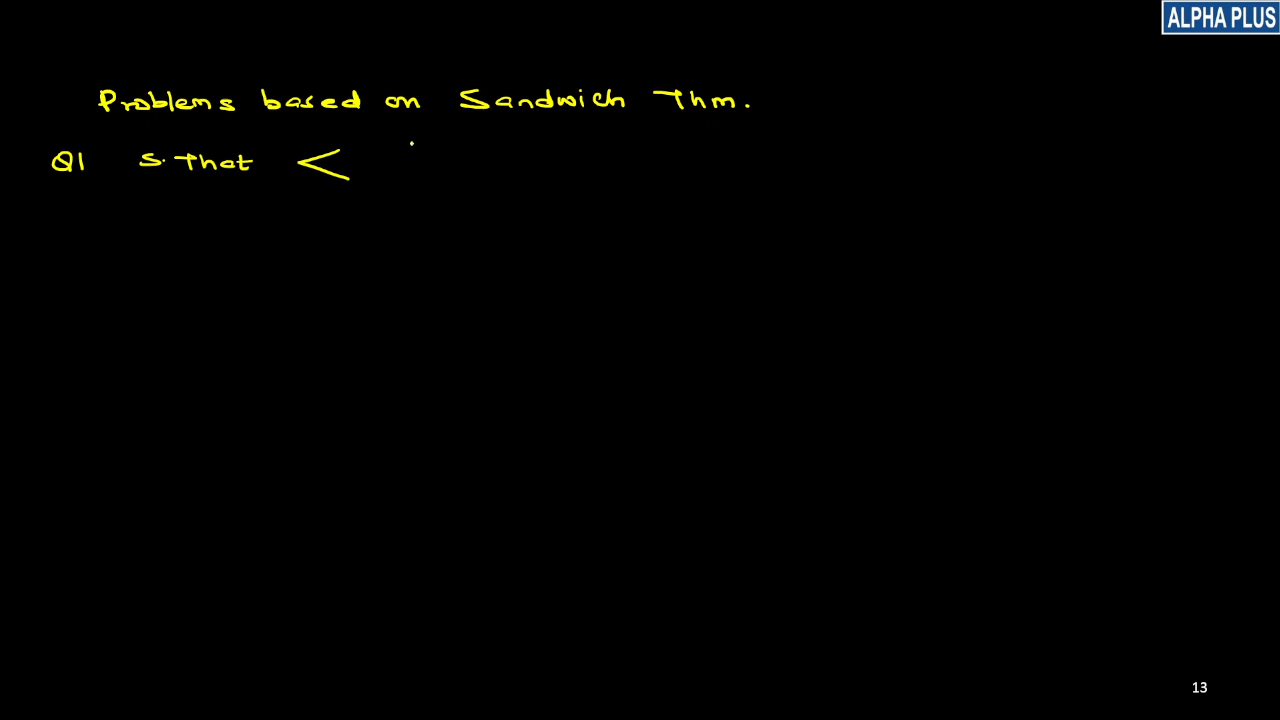 ALPHA PLUS
Problems based on Sandwich Thm.
Q1 S. That <
13